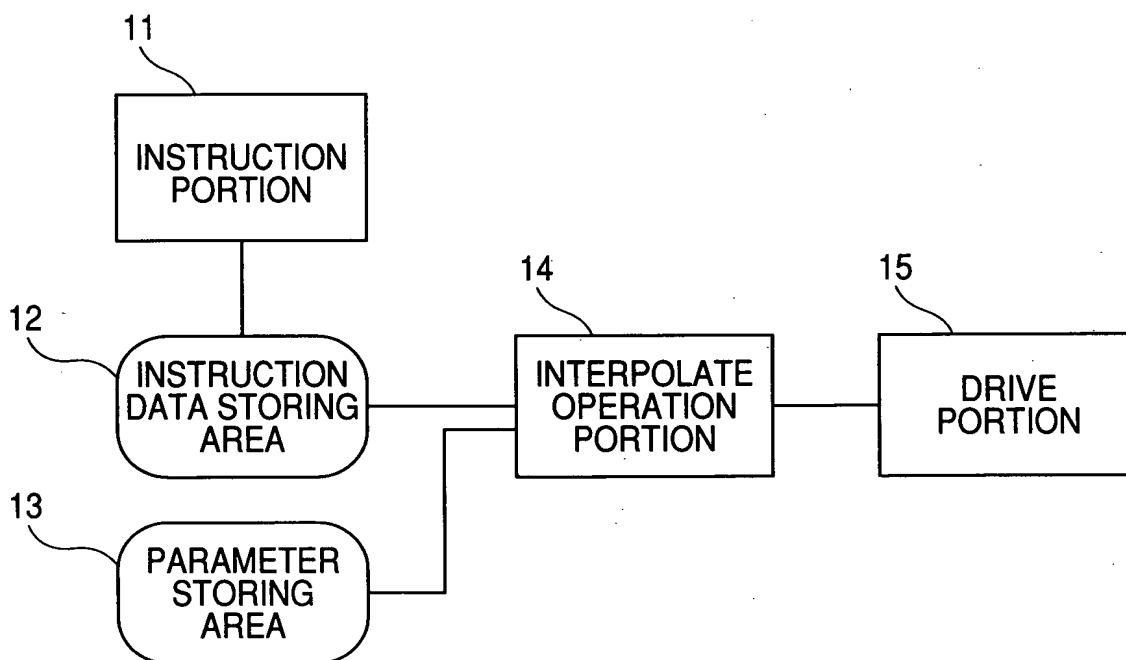 11
INSTRUCTION
PORTION
12
INSTRUCTION
DATA STORING
AREA
13
PARAMETER
STORING
AREA
14
INTERPOLATE
OPERATION
PORTION
15
DRIVE
PORTION